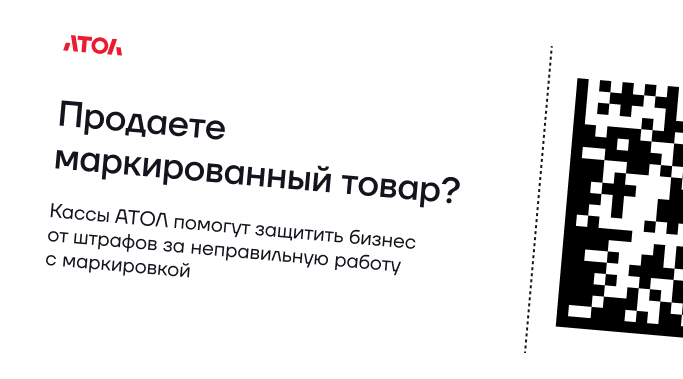 АТОЛ
Продаете
маркированный товар?
Кассы АТОЛ помогут защитить бизнес
от штрафов за неправильную работу
с маркировкой